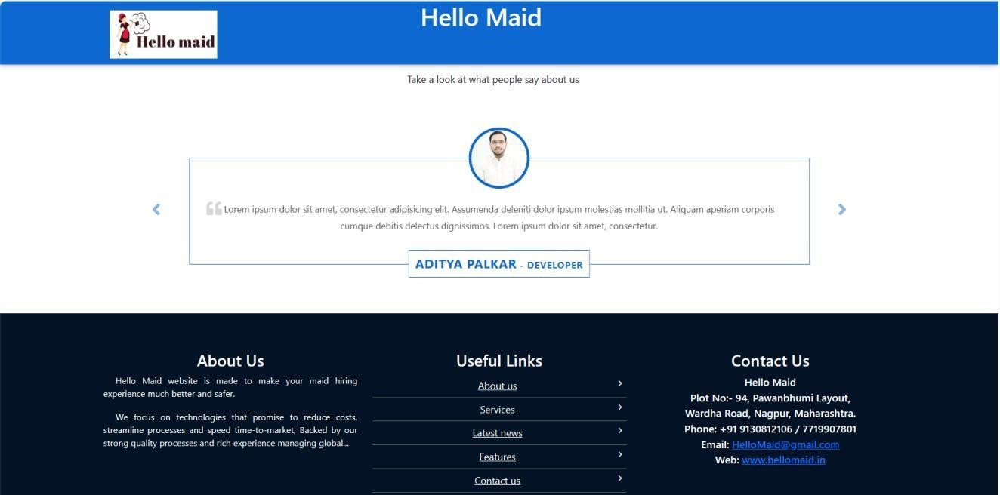 Hello maid
Hello Maid
Take a look at what people say about us
Lorem ipsum dolor sit amet, consectetur adipisicing elit. Assumenda deleniti dolor ipsum molestias mollitia ut. Aliquam aperiam corporis
cumque debitis delectus dignissimos. Lorem ipsum dolor sit amet, consectetur.
ADITYA PALKAR - DEVELOPER
About Us
Hello Maid website is made to make your maid hiring
experience much better and safer.
We focus on technologies that promise to reduce costs,
streamline processes and speed time-to-market, Backed by our
strong quality processes and rich experience managing global...
Useful Links
About us
Services
Latest news
Features
Contact us
Contact Us
Hello Maid
Plot No:- 94, Pawanbhumi Layout,
Wardha Road, Nagpur, Maharashtra.
Phone: +91 9130812106 / 7719907801
Email: HelloMaid@gmail.com
Web: www.hellomaid.in